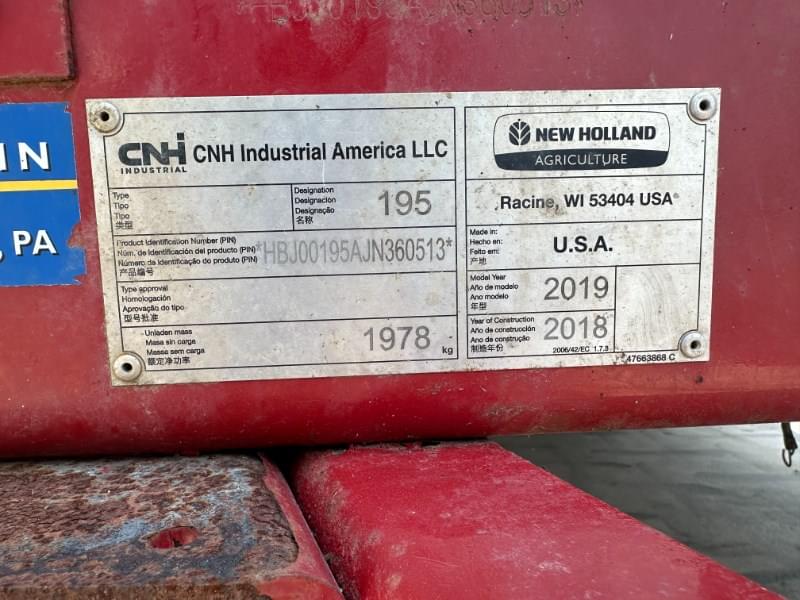 *HBJ00195AJN360513*
IN
, PA
CNH
INDUSTRIAL
CNH Industrial America LLC
Type
Tipo
Tipo
类型
Designation
Designación
Designação
名称
195
Product Identification Number (PIN)
Núm. de identificación del producto (PIN)
Número de identificação do produto (PIN)
产品编号
*HBJ00195AJN360513*
Type approval
Homologación
Aprovação do tipo
型号批准
Unladen mass
Masa sin carga
Massa sem carga
额定净功率
1978
kg
NEW HOLLAND
AGRICULTURE
Racine, WI 53404 USA
Made in:
Hecho en:
Feito em:
产地
U.S.A.
Model Year
Año de modelo
Ano modelo
年型
2019
Year of Construction
Año de construcción
Ano de construção
制造年份
2018
2006/42/EC 1.7.3
47663868 C